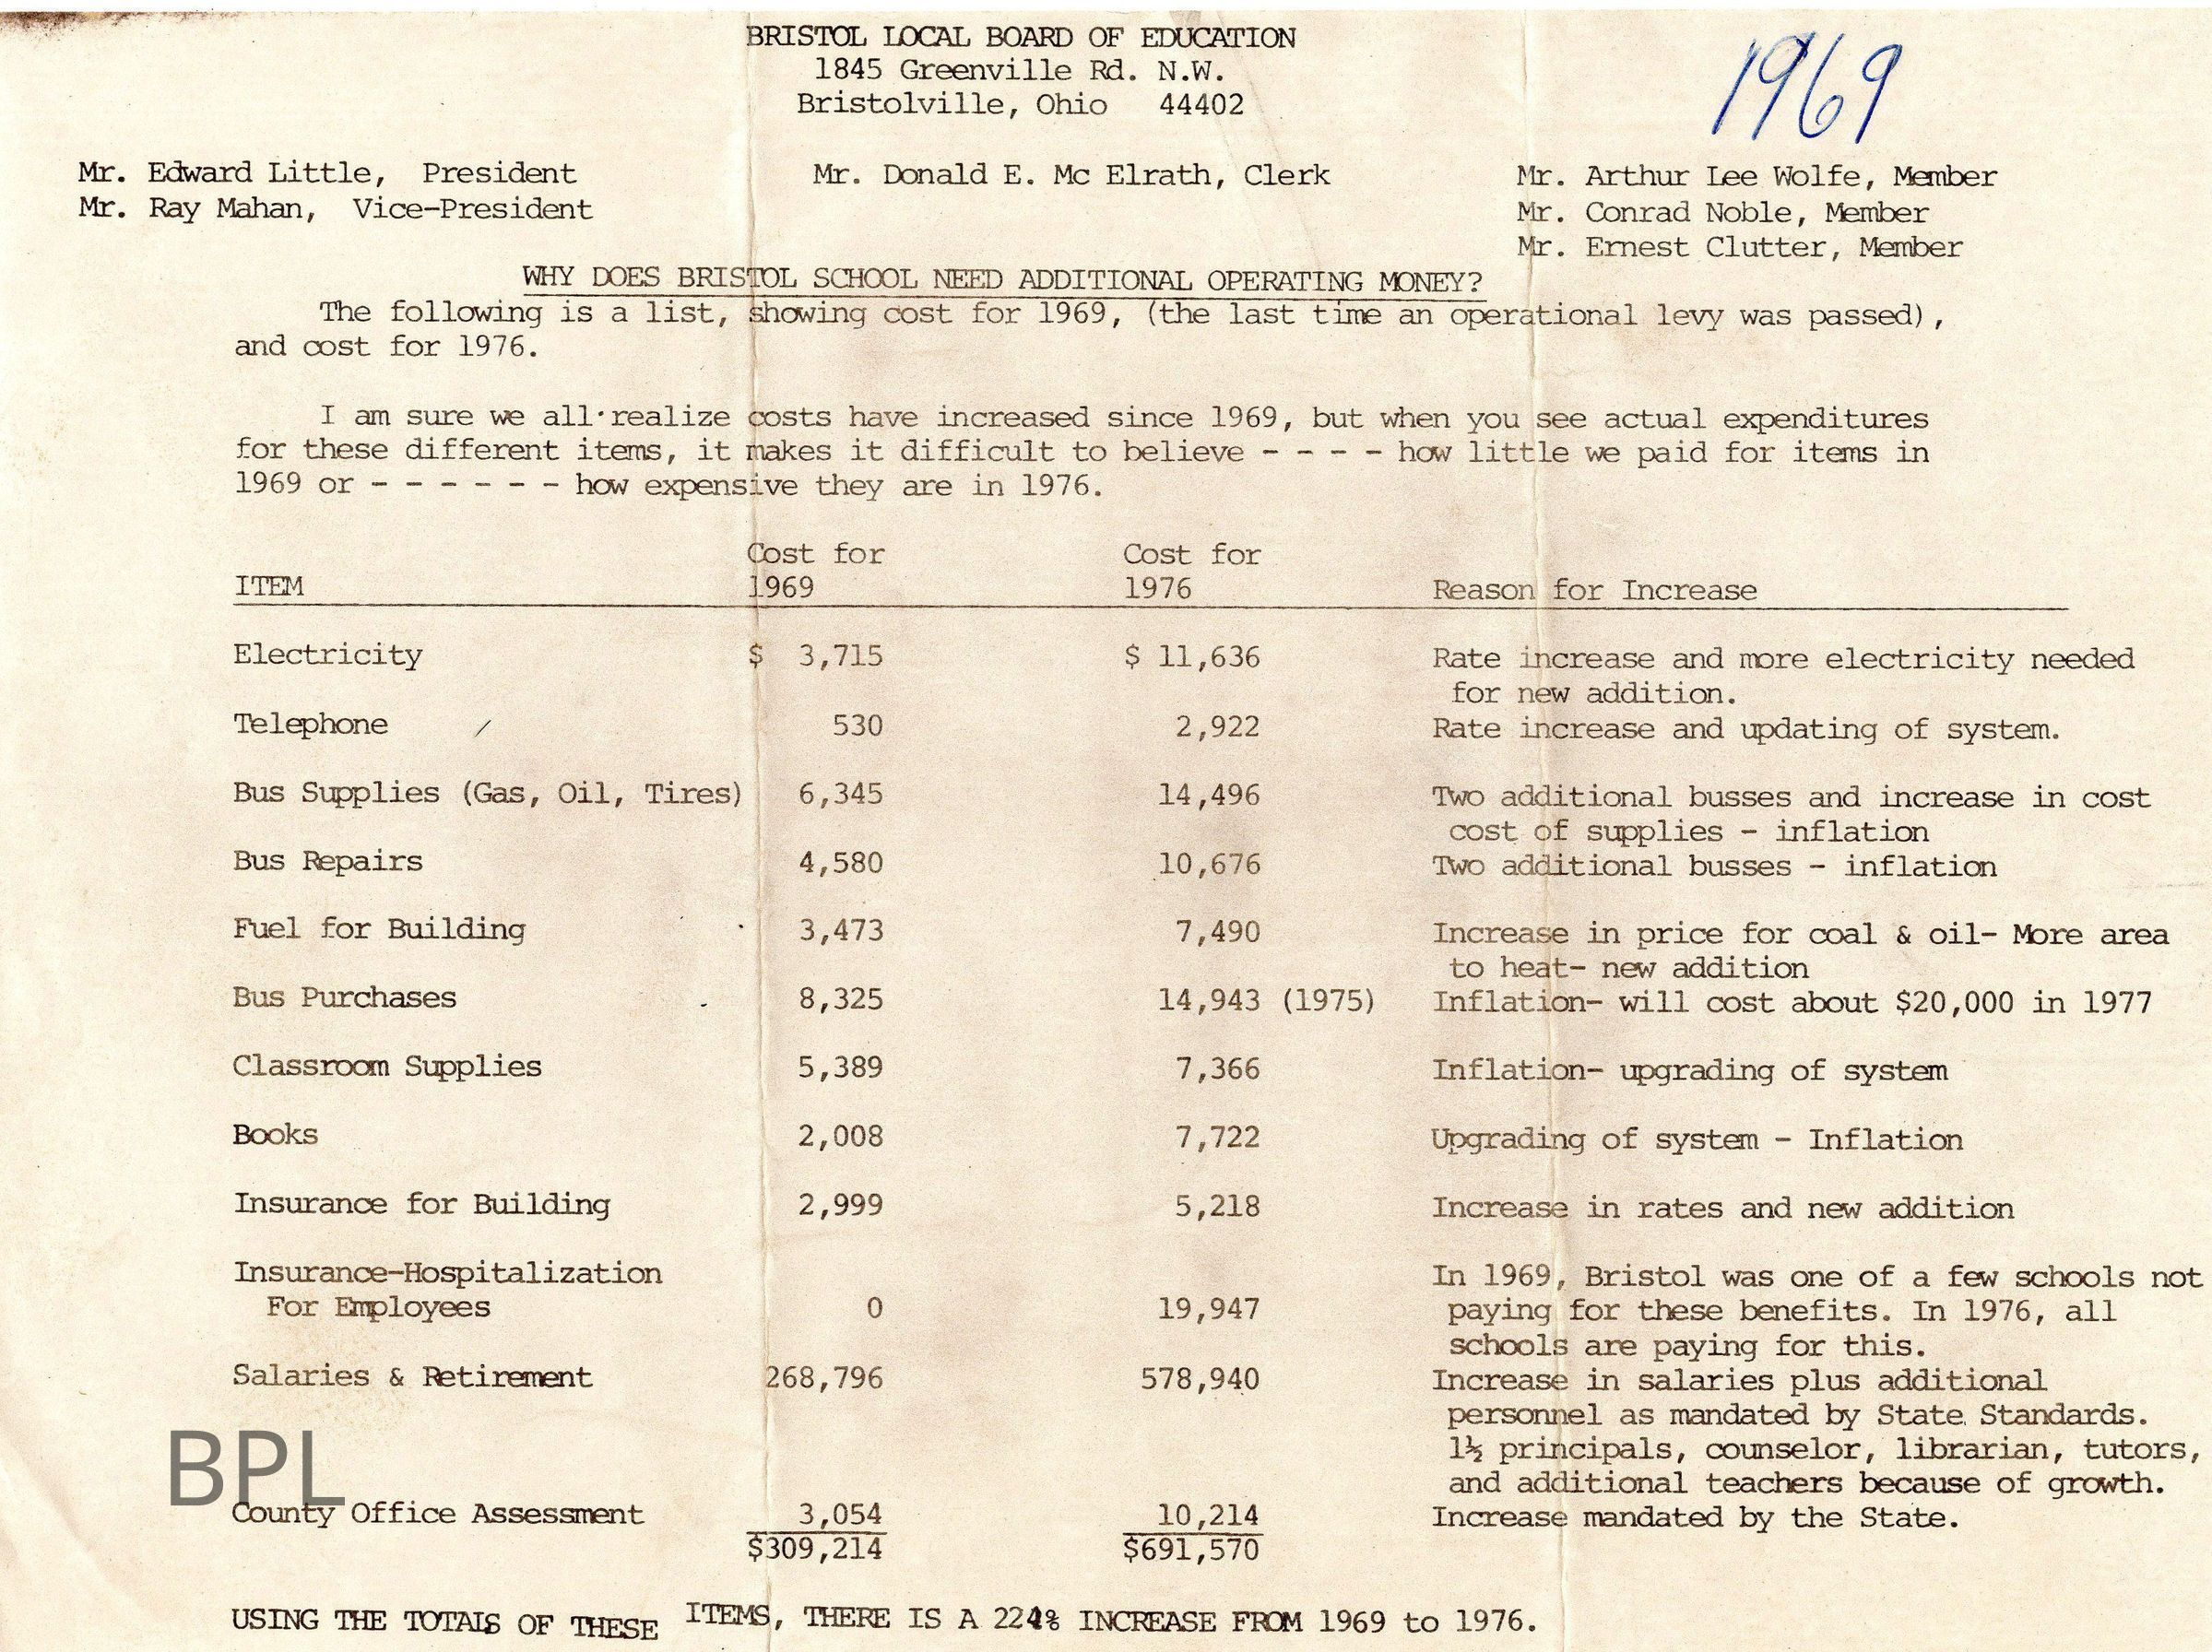 BRISTOL LOCAL BOARD OF EDUCATION
1845 Greenville Rd. N.W.
Bristolville, Ohio 44402
1969
Mr. Edward Little, President
Mr. Ray Mahan, Vice-President
Mr. Donald E. Mc Elrath, Clerk
Mr. Arthur Lee Wolfe, Member
Mr. Conrad Noble, Member
Mr. Ernest Clutter, Member
WHY DOES BRISTOL SCHOOL NEED ADDITIONAL OPERATING MONEY?
The following is a list, showing cost for 1969, (the last time an operational levy was passed),
and cost for 1976.
I am sure we all realize costs have increased since 1969, but when you see actual expenditures
for these different items, it makes it difficult to believe - - - - how little we paid for items in
1969 or - - - - - - how expensive they are in 1976.
Cost for Cost for
ITEM 1969 1976 Reason for Increase
Electricity $ 3,715 $ 11,636 Rate increase and more electricity needed
for new addition.
Telephone 530 2,922 Rate increase and updating of system.
Bus Supplies (Gas, Oil, Tires) 6,345 14,496 Two additional busses and increase in cost
cost of supplies - inflation
Bus Repairs 4,580 10,676 Two additional busses - inflation
Fuel for Building 3,473 7,490 Increase in price for coal & oil- More area
to heat- new addition
Bus Purchases 8,325 14,943 (1975) Inflation- will cost about $20,000 in 1977
Classroom Supplies 5,389 7,366 Inflation- upgrading of system
Books 2,008 7,722 Upgrading of system - Inflation
Insurance for Building 2,999 5,218 Increase in rates and new addition
Insurance-Hospitalization In 1969, Bristol was one of a few schools not
For Employees 0 19,947 paying for these benefits. In 1976, all
schools are paying for this.
Salaries & Retirement 268,796 578,940 Increase in salaries plus additional
personnel as mandated by State Standards.
1½ principals, counselor, librarian, tutors,
and additional teachers because of growth.
BPL
County Office Assessment 3,054 10,214 Increase mandated by the State.
$309,214 $691,570
USING THE TOTALS OF THESE ITEMS, THERE IS A 224% INCREASE FROM 1969 to 1976.